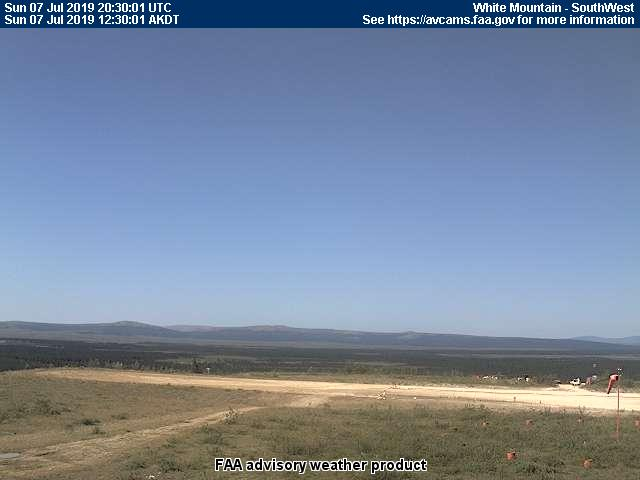 Sun 07 Jul 2019 20:30:01 UTC
White Mountain - SouthWest
Sun 07 Jul 2019 12:30:01 AKDT
See https://avcams.faa.gov for more information
FAA advisory weather product